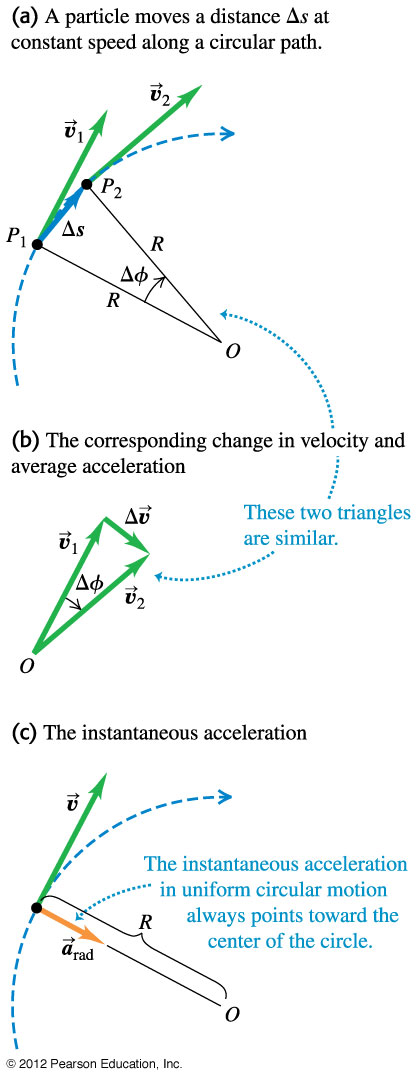 (a) A particle moves a distance Δs at
constant speed along a circular path.
v⃗₂
v⃗₁
P₂
P₁
Δs
R
Δϕ
R
O
(b) The corresponding change in velocity and
average acceleration
Δv⃗
v⃗₁
These two triangles
are similar.
Δϕ
v⃗₂
O
(c) The instantaneous acceleration
v⃗
The instantaneous acceleration
in uniform circular motion
always points toward the
center of the circle.
R
a⃗rad
O
© 2012 Pearson Education, Inc.